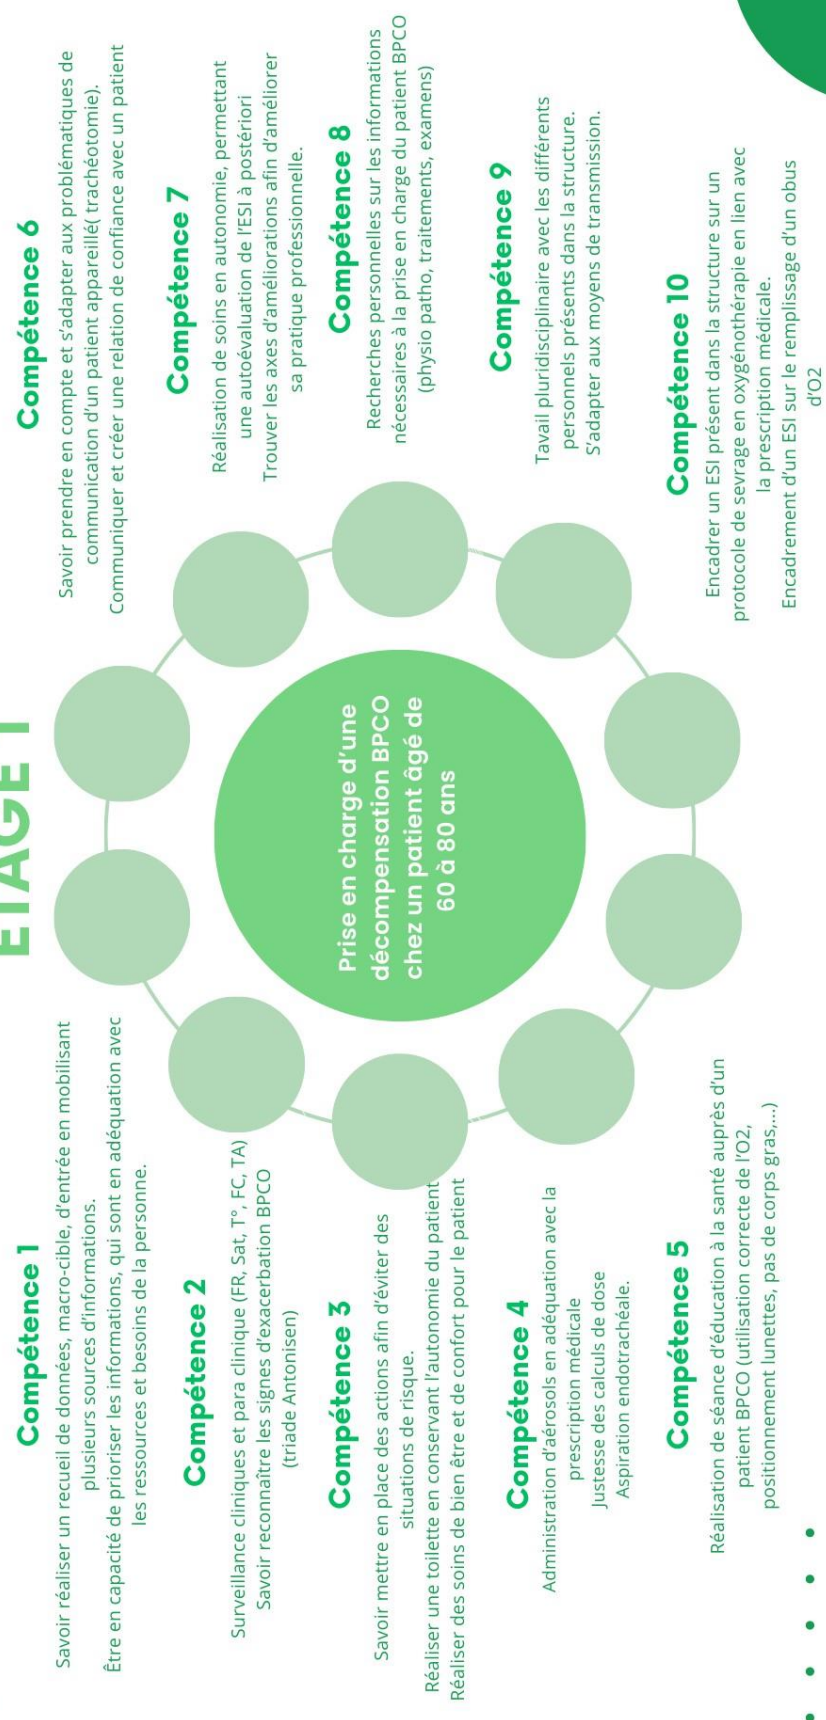 ETAGE 1
Compétence 1
Savoir réaliser un recueil de données, macro-cible, d'entrée en mobilisant
plusieurs sources d'informations.
Être en capacité de prioriser les informations, qui sont en adéquation avec
les ressources et besoins de la personne.
Compétence 2
Surveillance cliniques et para clinique (FR, Sat, T°, FC, TA)
Savoir reconnaître les signes d'exacerbation BPCO
(triade Antonisen)
Compétence 3
Savoir mettre en place des actions afin d'éviter des
situations de risque.
Réaliser une toilette en conservant l'autonomie du patient
Réaliser des soins de bien être et de confort pour le patient
Compétence 4
Administration d'aérosols en adéquation avec la
prescription médicale
Justesse des calculs de dose
Aspiration endotrachéale.
Compétence 5
Réalisation de séance d'éducation à la santé auprès d'un
patient BPCO (utilisation correcte de l'O2,
positionnement lunettes, pas de corps gras,...)
Prise en charge d'une
décompensation BPCO
chez un patient âgé de
60 à 80 ans
Compétence 6
Savoir prendre en compte et s'adapter aux problématiques de
communication d'un patient appareillé( trachéotomie).
Communiquer et créer une relation de confiance avec un patient
Compétence 7
Réalisation de soins en autonomie, permettant
une autoévaluation de l'ESI à postériori
Trouver les axes d'améliorations afin d'améliorer
sa pratique professionnelle.
Compétence 8
Recherches personnelles sur les informations
nécessaires à la prise en charge du patient BPCO
(physio patho, traitements, examens)
Compétence 9
Tavail pluridisciplinaire avec les différents
personnels présents dans la structure.
S'adapter aux moyens de transmission.
Compétence 10
Encadrer un ESI présent dans la structure sur un
protocole de sevrage en oxygénothérapie en lien avec
la prescription médicale.
Encadrement d'un ESI sur le remplissage d'un obus
d'O2